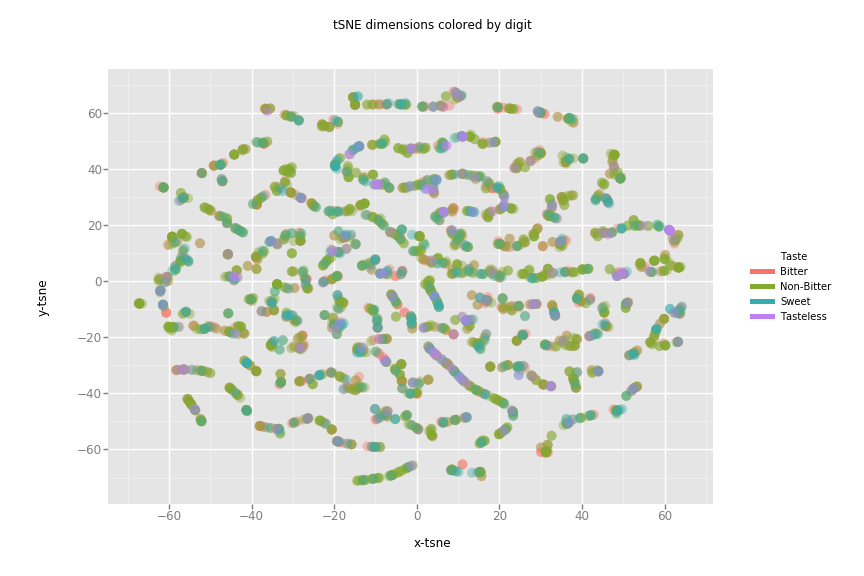 tSNE dimensions colored by digit
60
40
20
0
−20
−40
−60
y-tsne
−60 −40 −20 0 20 40 60
x-tsne
Taste
Bitter
Non-Bitter
Sweet
Tasteless